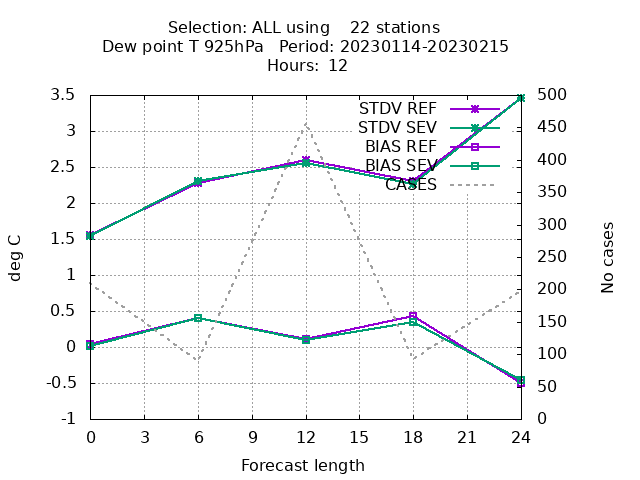 Selection: ALL using    22 stations
Dew point T 925hPa   Period: 20230114-20230215
Hours: 12
STDV REF
STDV SEV
BIAS REF
BIAS SEV
CASES
deg C
3.5
3
2.5
2
1.5
1
0.5
0
-0.5
-1
500
450
400
350
300
250
200
150
100
50
0
No cases
0 3 6 9 12 15 18 21 24
Forecast length